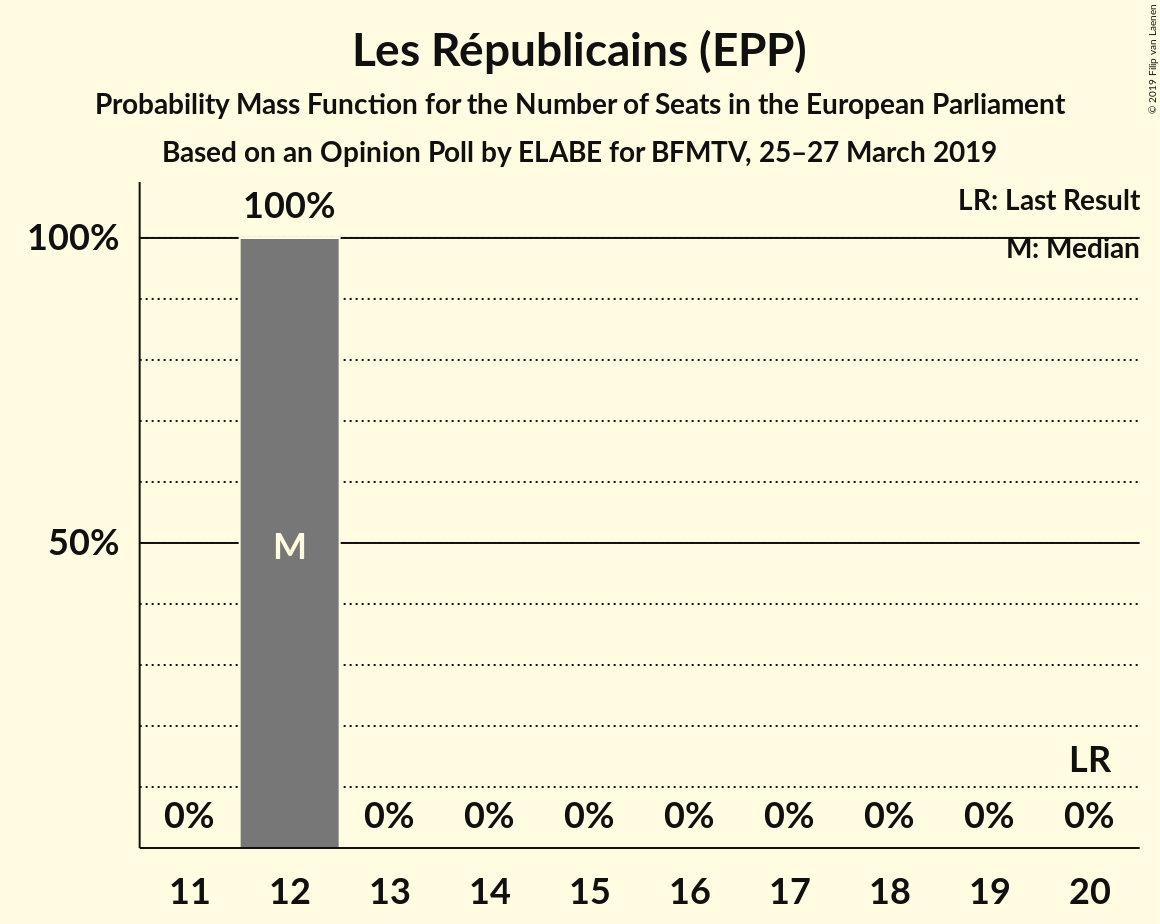 Les Républicains (EPP)
Probability Mass Function for the Number of Seats in the European Parliament
Based on an Opinion Poll by ELABE for BFMTV, 25–27 March 2019
© 2019 Filip van Laenen
LR: Last Result
M: Median
100%
100%
50%
M
LR
0%
0% 0% 0% 0% 0% 0% 0% 0%
11 12 13 14 15 16 17 18 19 20